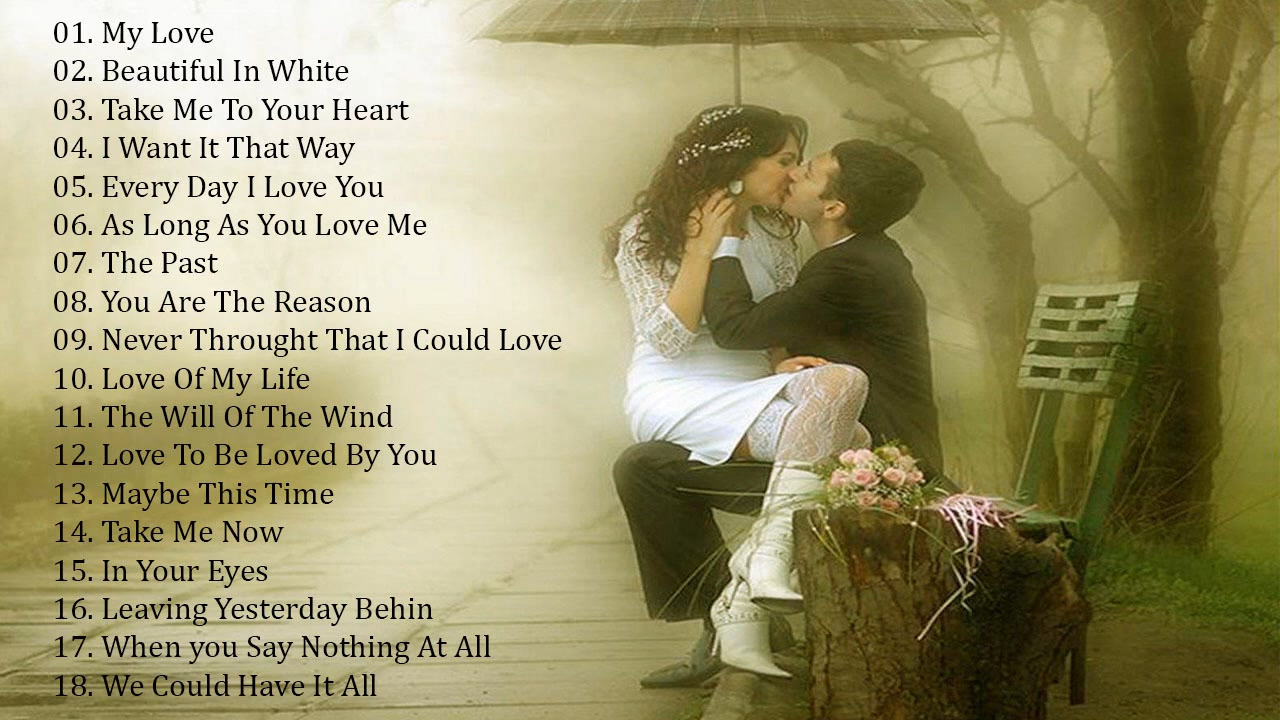 01. My Love
02. Beautiful In White
03. Take Me To Your Heart
04. I Want It That Way
05. Every Day I Love You
06. As Long As You Love Me
07. The Past
08. You Are The Reason
09. Never Throught That I Could Love
10. Love Of My Life
11. The Will Of The Wind
12. Love To Be Loved By You
13. Maybe This Time
14. Take Me Now
15. In Your Eyes
16. Leaving Yesterday Behin
17. When you Say Nothing At All
18. We Could Have It All